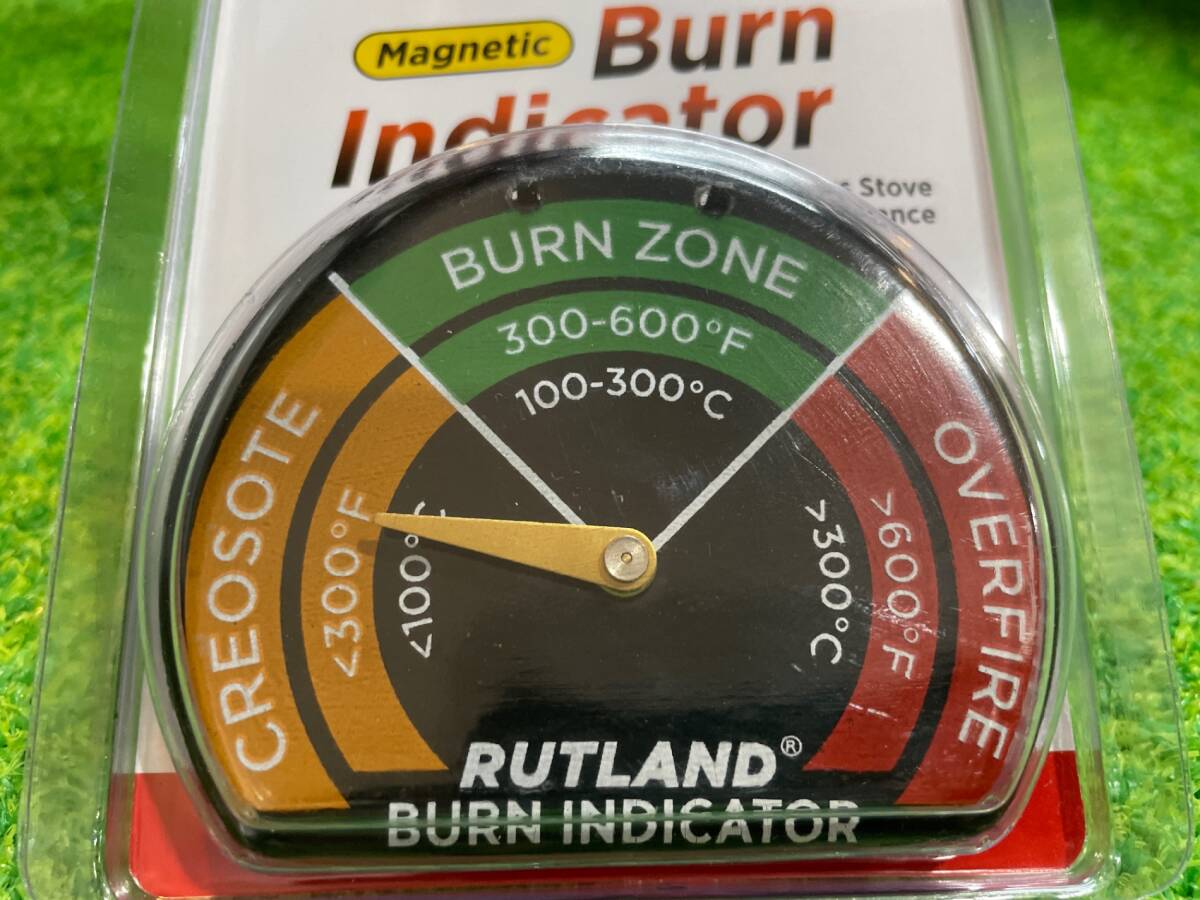 Magnetic Burn
Indicator
Stove
BURN ZONE
300-600°F
100-300°C
CREOSOTE
<300°F
<100°C
OVERFIRE
>600°F
>300°C
RUTLAND®
BURN INDICATOR